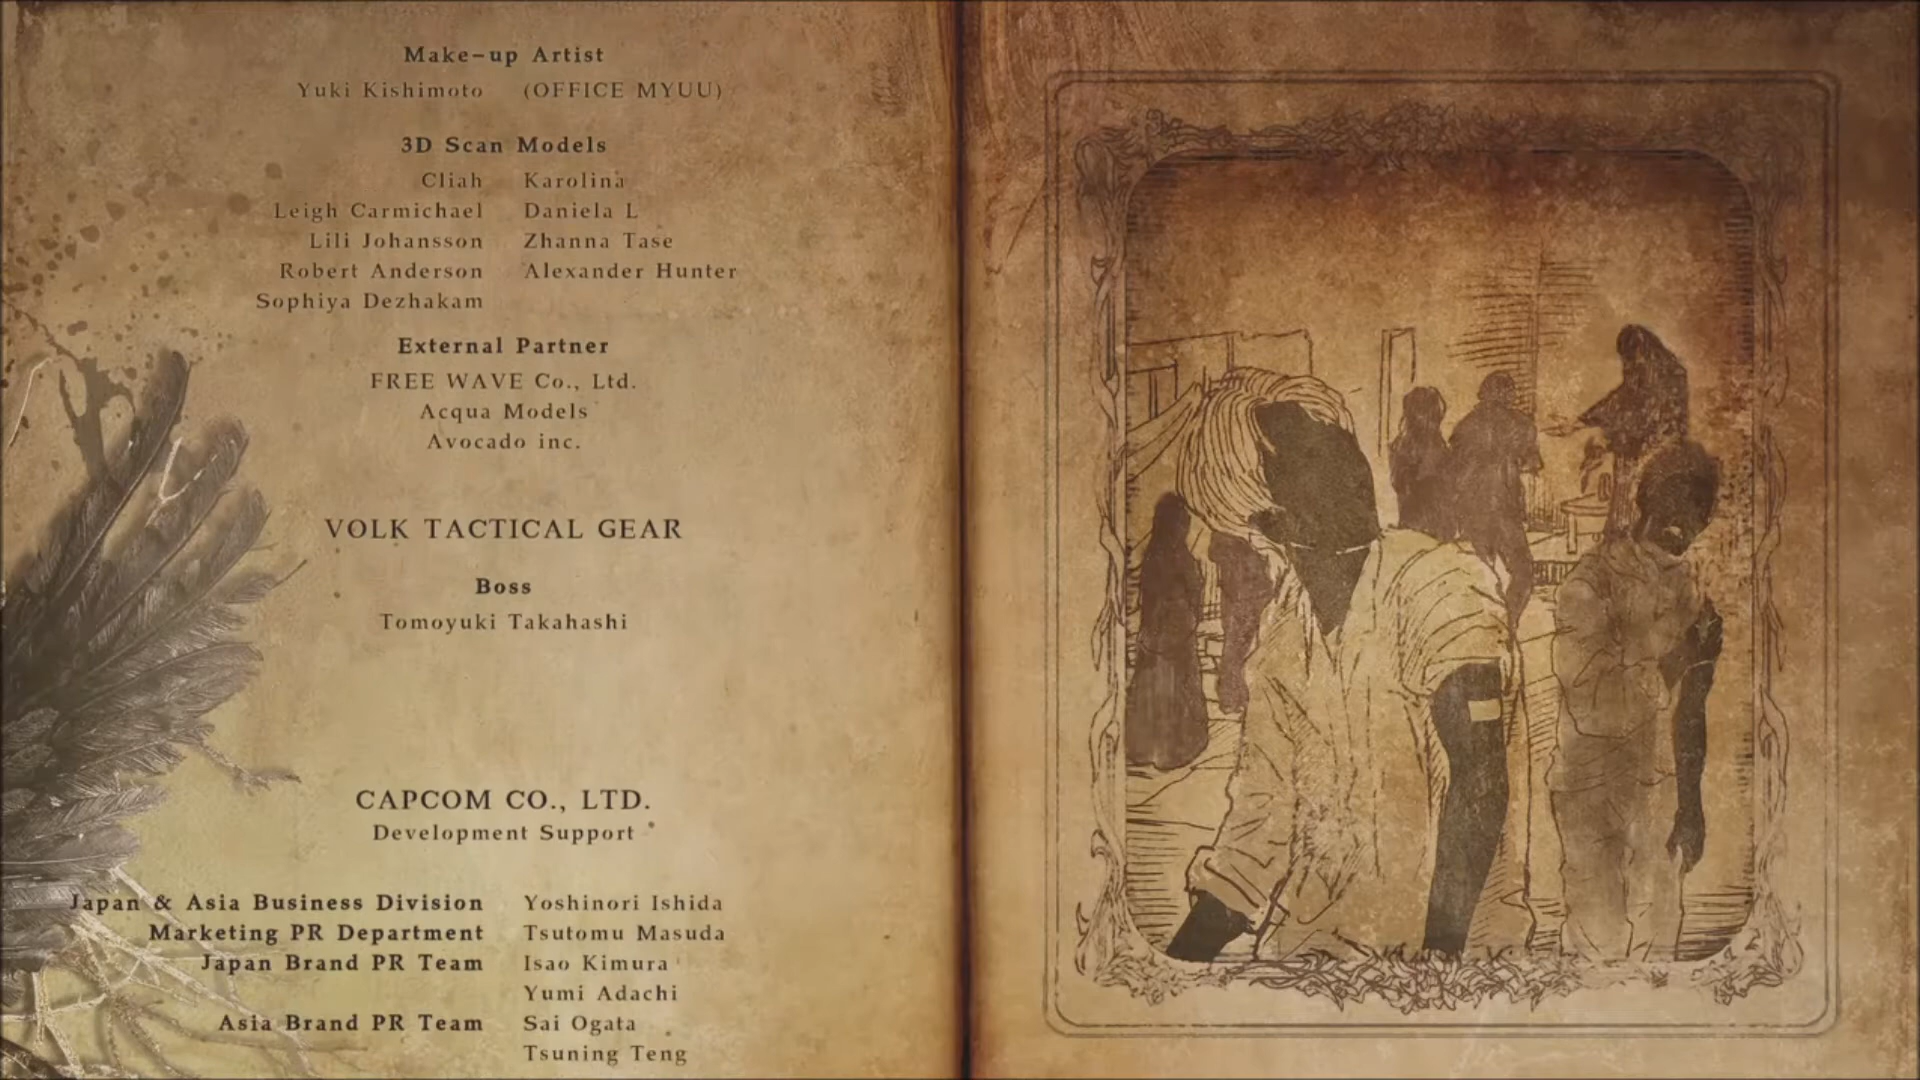 Make-up Artist
Yuki Kishimoto (OFFICE MYUU)
3D Scan Models
Cliah Karolina
Leigh Carmichael Daniela L
Lili Johansson Zhanna Tase
Robert Anderson Alexander Hunter
Sophiya Dezhakam
External Partner
FREE WAVE Co., Ltd.
Acqua Models
Avocado inc.
VOLK TACTICAL GEAR
Boss
Tomoyuki Takahashi
CAPCOM CO., LTD.
Development Support
Japan & Asia Business Division Yoshinori Ishida
Marketing PR Department Tsutomu Masuda
Japan Brand PR Team Isao Kimura
Yumi Adachi
Asia Brand PR Team Sai Ogata
Tsuning Teng